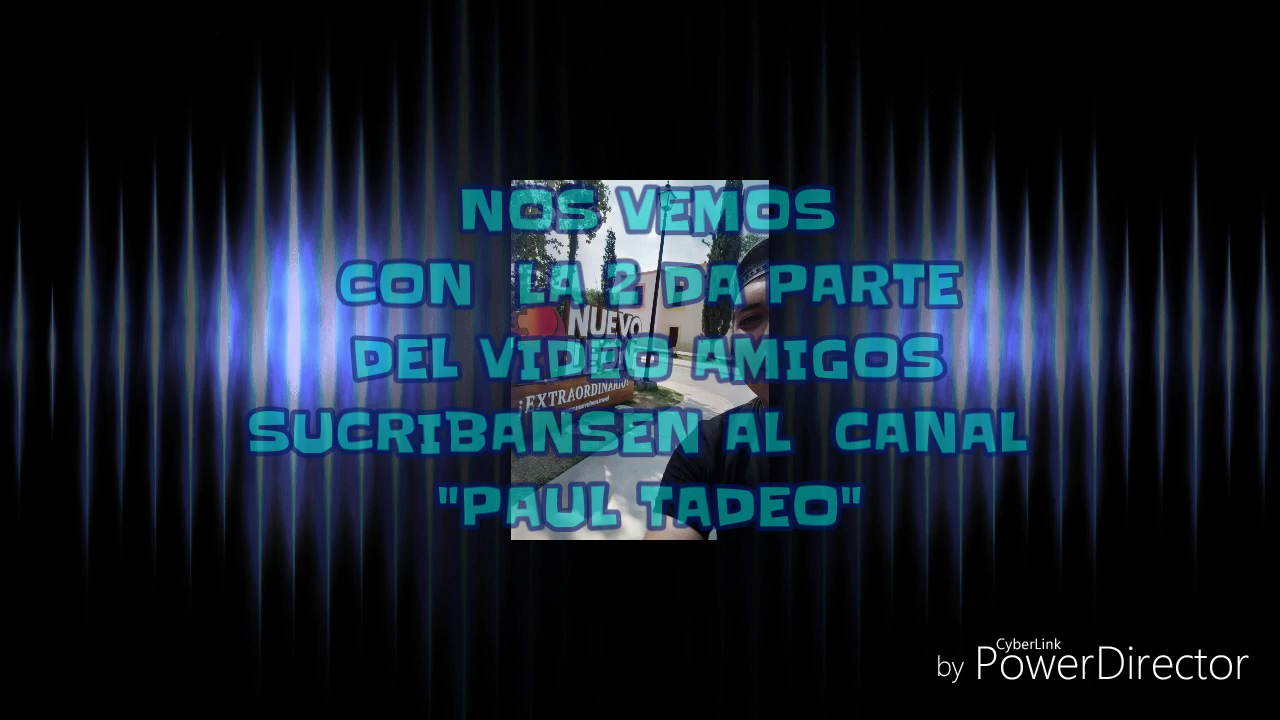 NOS VEMOS
CON LA 2 DA PARTE
DEL VIDEO AMIGOS
SUCRIBANSEN AL CANAL
"PAUL TADEO"
NUEVO
LEÓN
¡EXTRAORDINARIO!
CyberLink
by PowerDirector